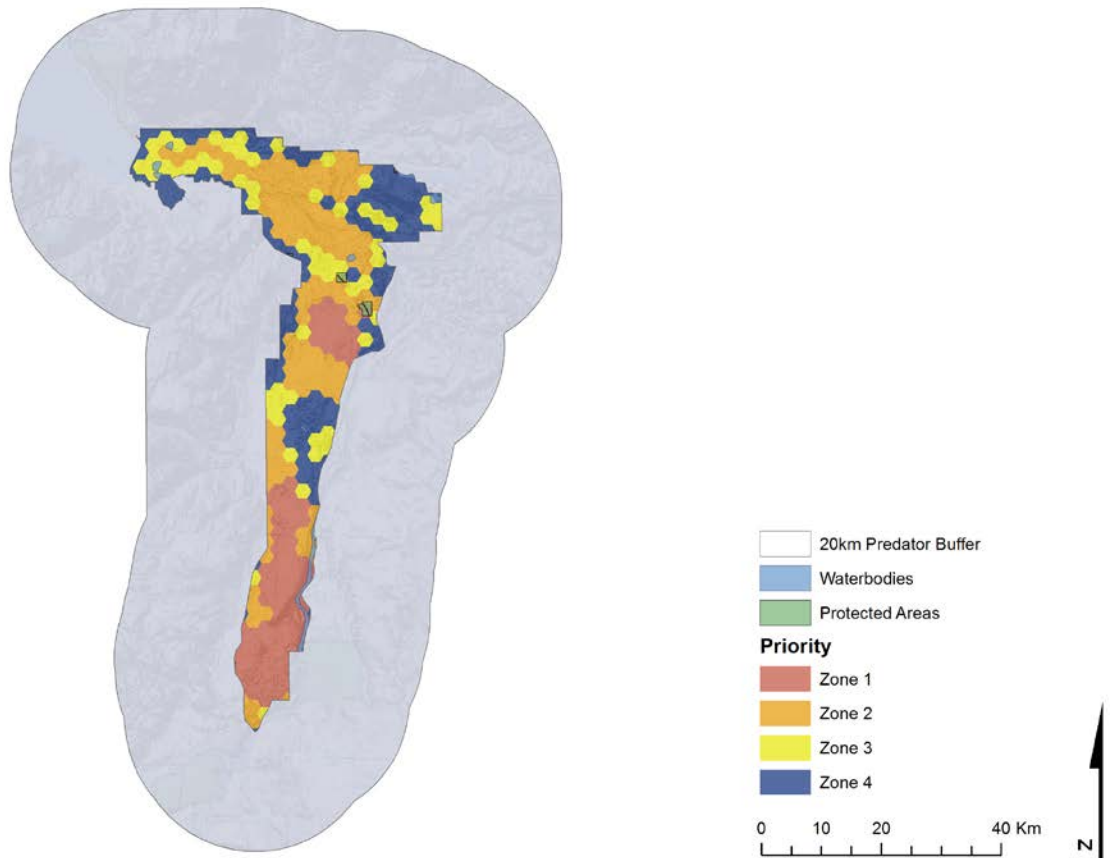 20km Predator Buffer
Waterbodies
Protected Areas
Priority
Zone 1
Zone 2
Zone 3
Zone 4
0 10 20 40 Km
N